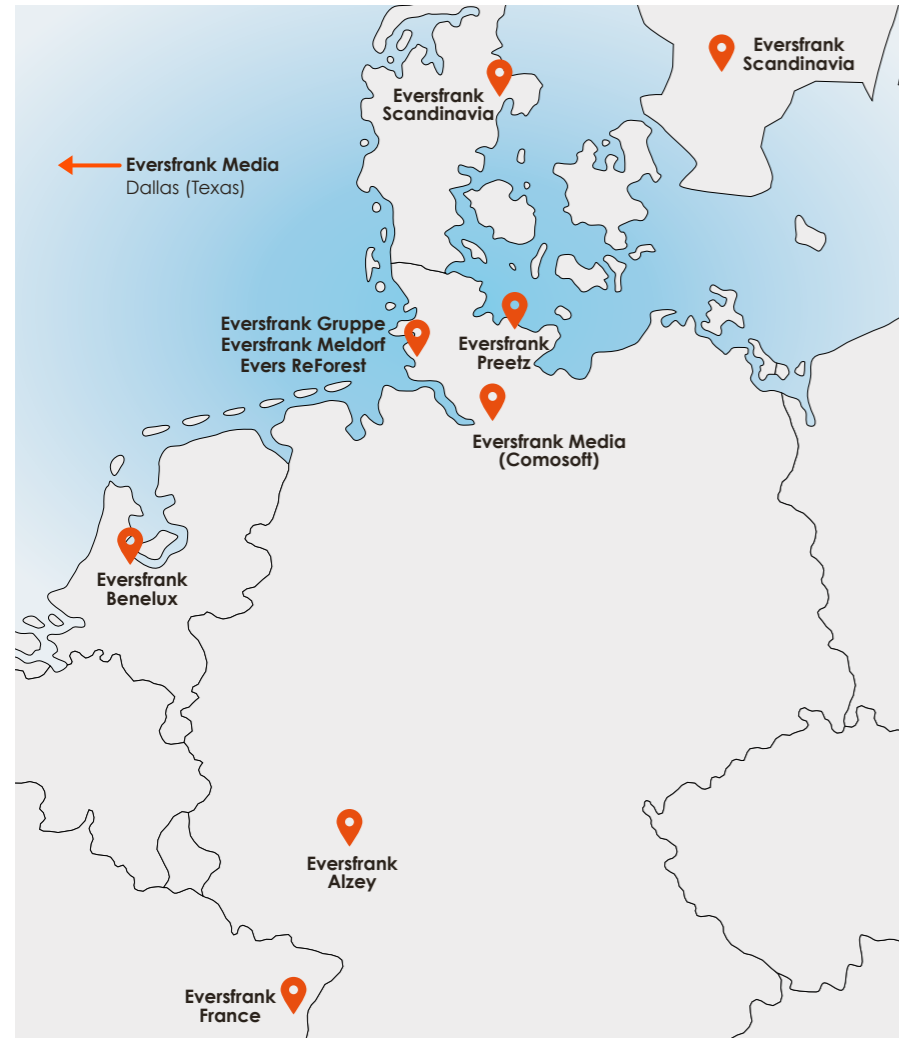 Eversfrank
Scandinavia
Eversfrank
Scandinavia
Eversfrank Media
Dallas (Texas)
Eversfrank Gruppe
Eversfrank Meldorf
Evers ReForest
Eversfrank
Preetz
Eversfrank Media
(Comosoft)
Eversfrank
Benelux
Eversfrank
Alzey
Eversfrank
France